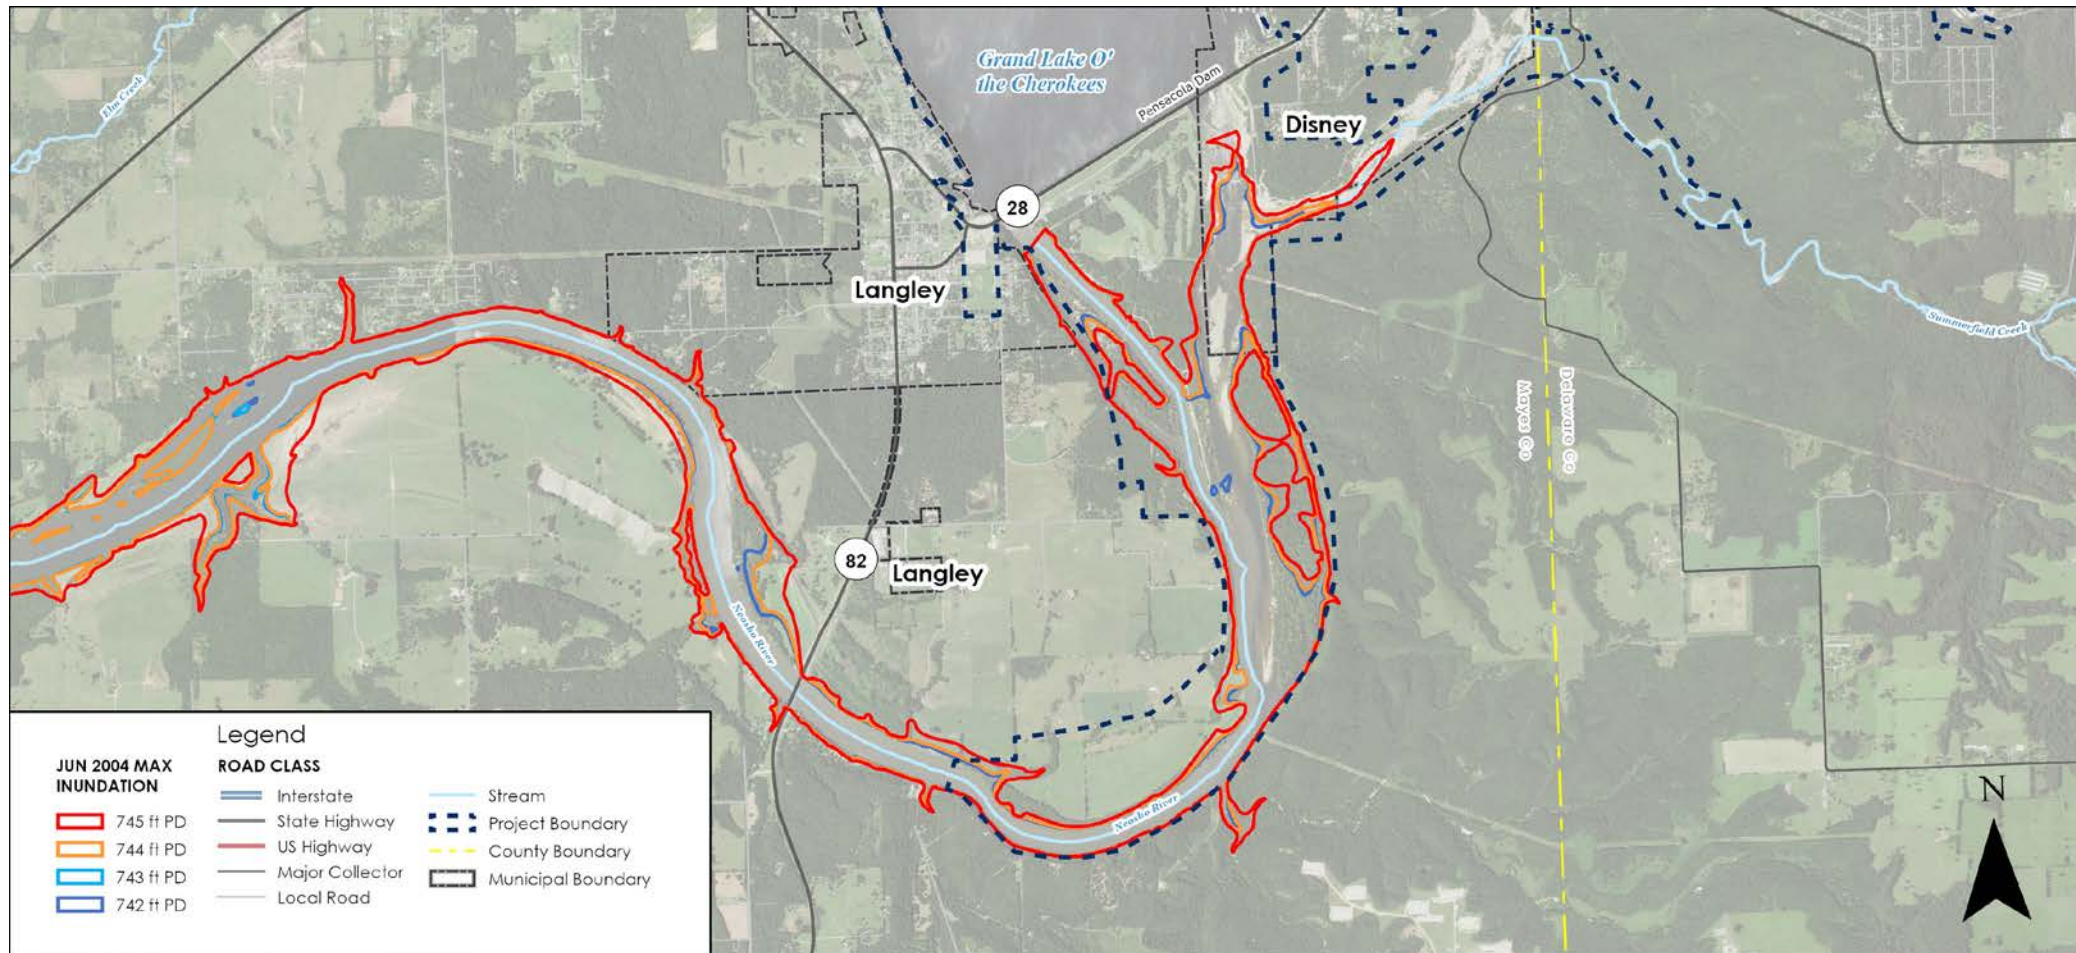 Grand Lake O'
the Cherokees
Elm Creek
Pensacola Dam
Disney
28
Langley
Summerfield Creek
Mayes Co
Delaware Co
82
Langley
Neosho River
Neosho River
Legend
JUN 2004 MAX
INUNDATION
745 ft PD
744 ft PD
743 ft PD
742 ft PD
ROAD CLASS
Interstate
State Highway
US Highway
Major Collector
Local Road
Stream
Project Boundary
County Boundary
Municipal Boundary
N